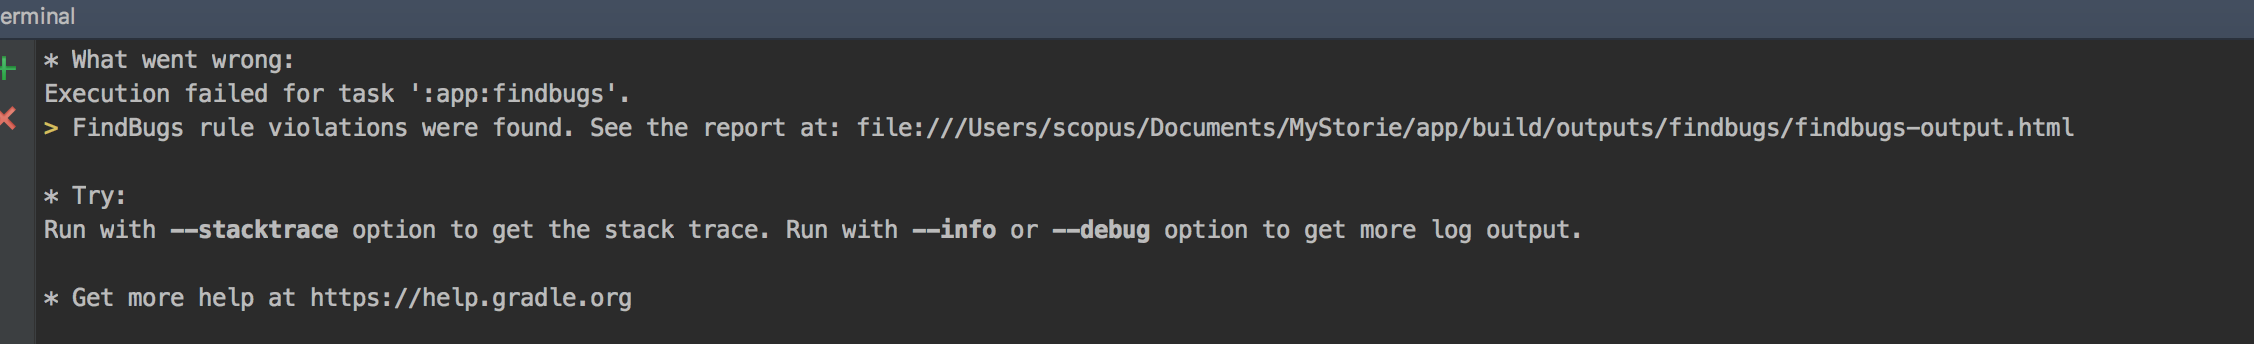 erminal
* What went wrong:
Execution failed for task ':app:findbugs'.
> FindBugs rule violations were found. See the report at: file:///Users/scopus/Documents/MyStorie/app/build/outputs/findbugs/findbugs-output.html
* Try:
Run with --stacktrace option to get the stack trace. Run with --info or --debug option to get more log output.
* Get more help at https://help.gradle.org